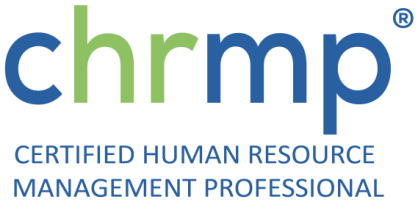 chrmp®
CERTIFIED HUMAN RESOURCE
MANAGEMENT PROFESSIONAL